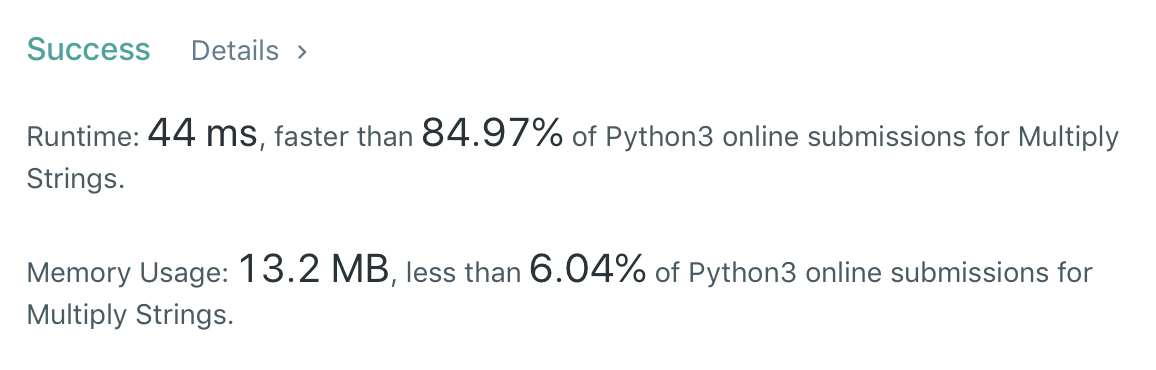 Success Details >
Runtime: 44 ms, faster than 84.97% of Python3 online submissions for Multiply
Strings.
Memory Usage: 13.2 MB, less than 6.04% of Python3 online submissions for
Multiply Strings.